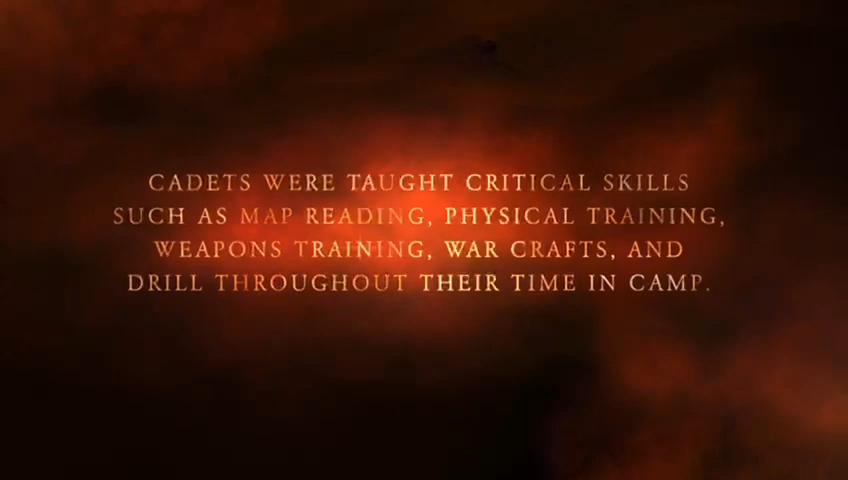 CADETS WERE TAUGHT CRITICAL SKILLS
SUCH AS MAP READING, PHYSICAL TRAINING,
WEAPONS TRAINING, WAR CRAFTS, AND
DRILL THROUGHOUT THEIR TIME IN CAMP.